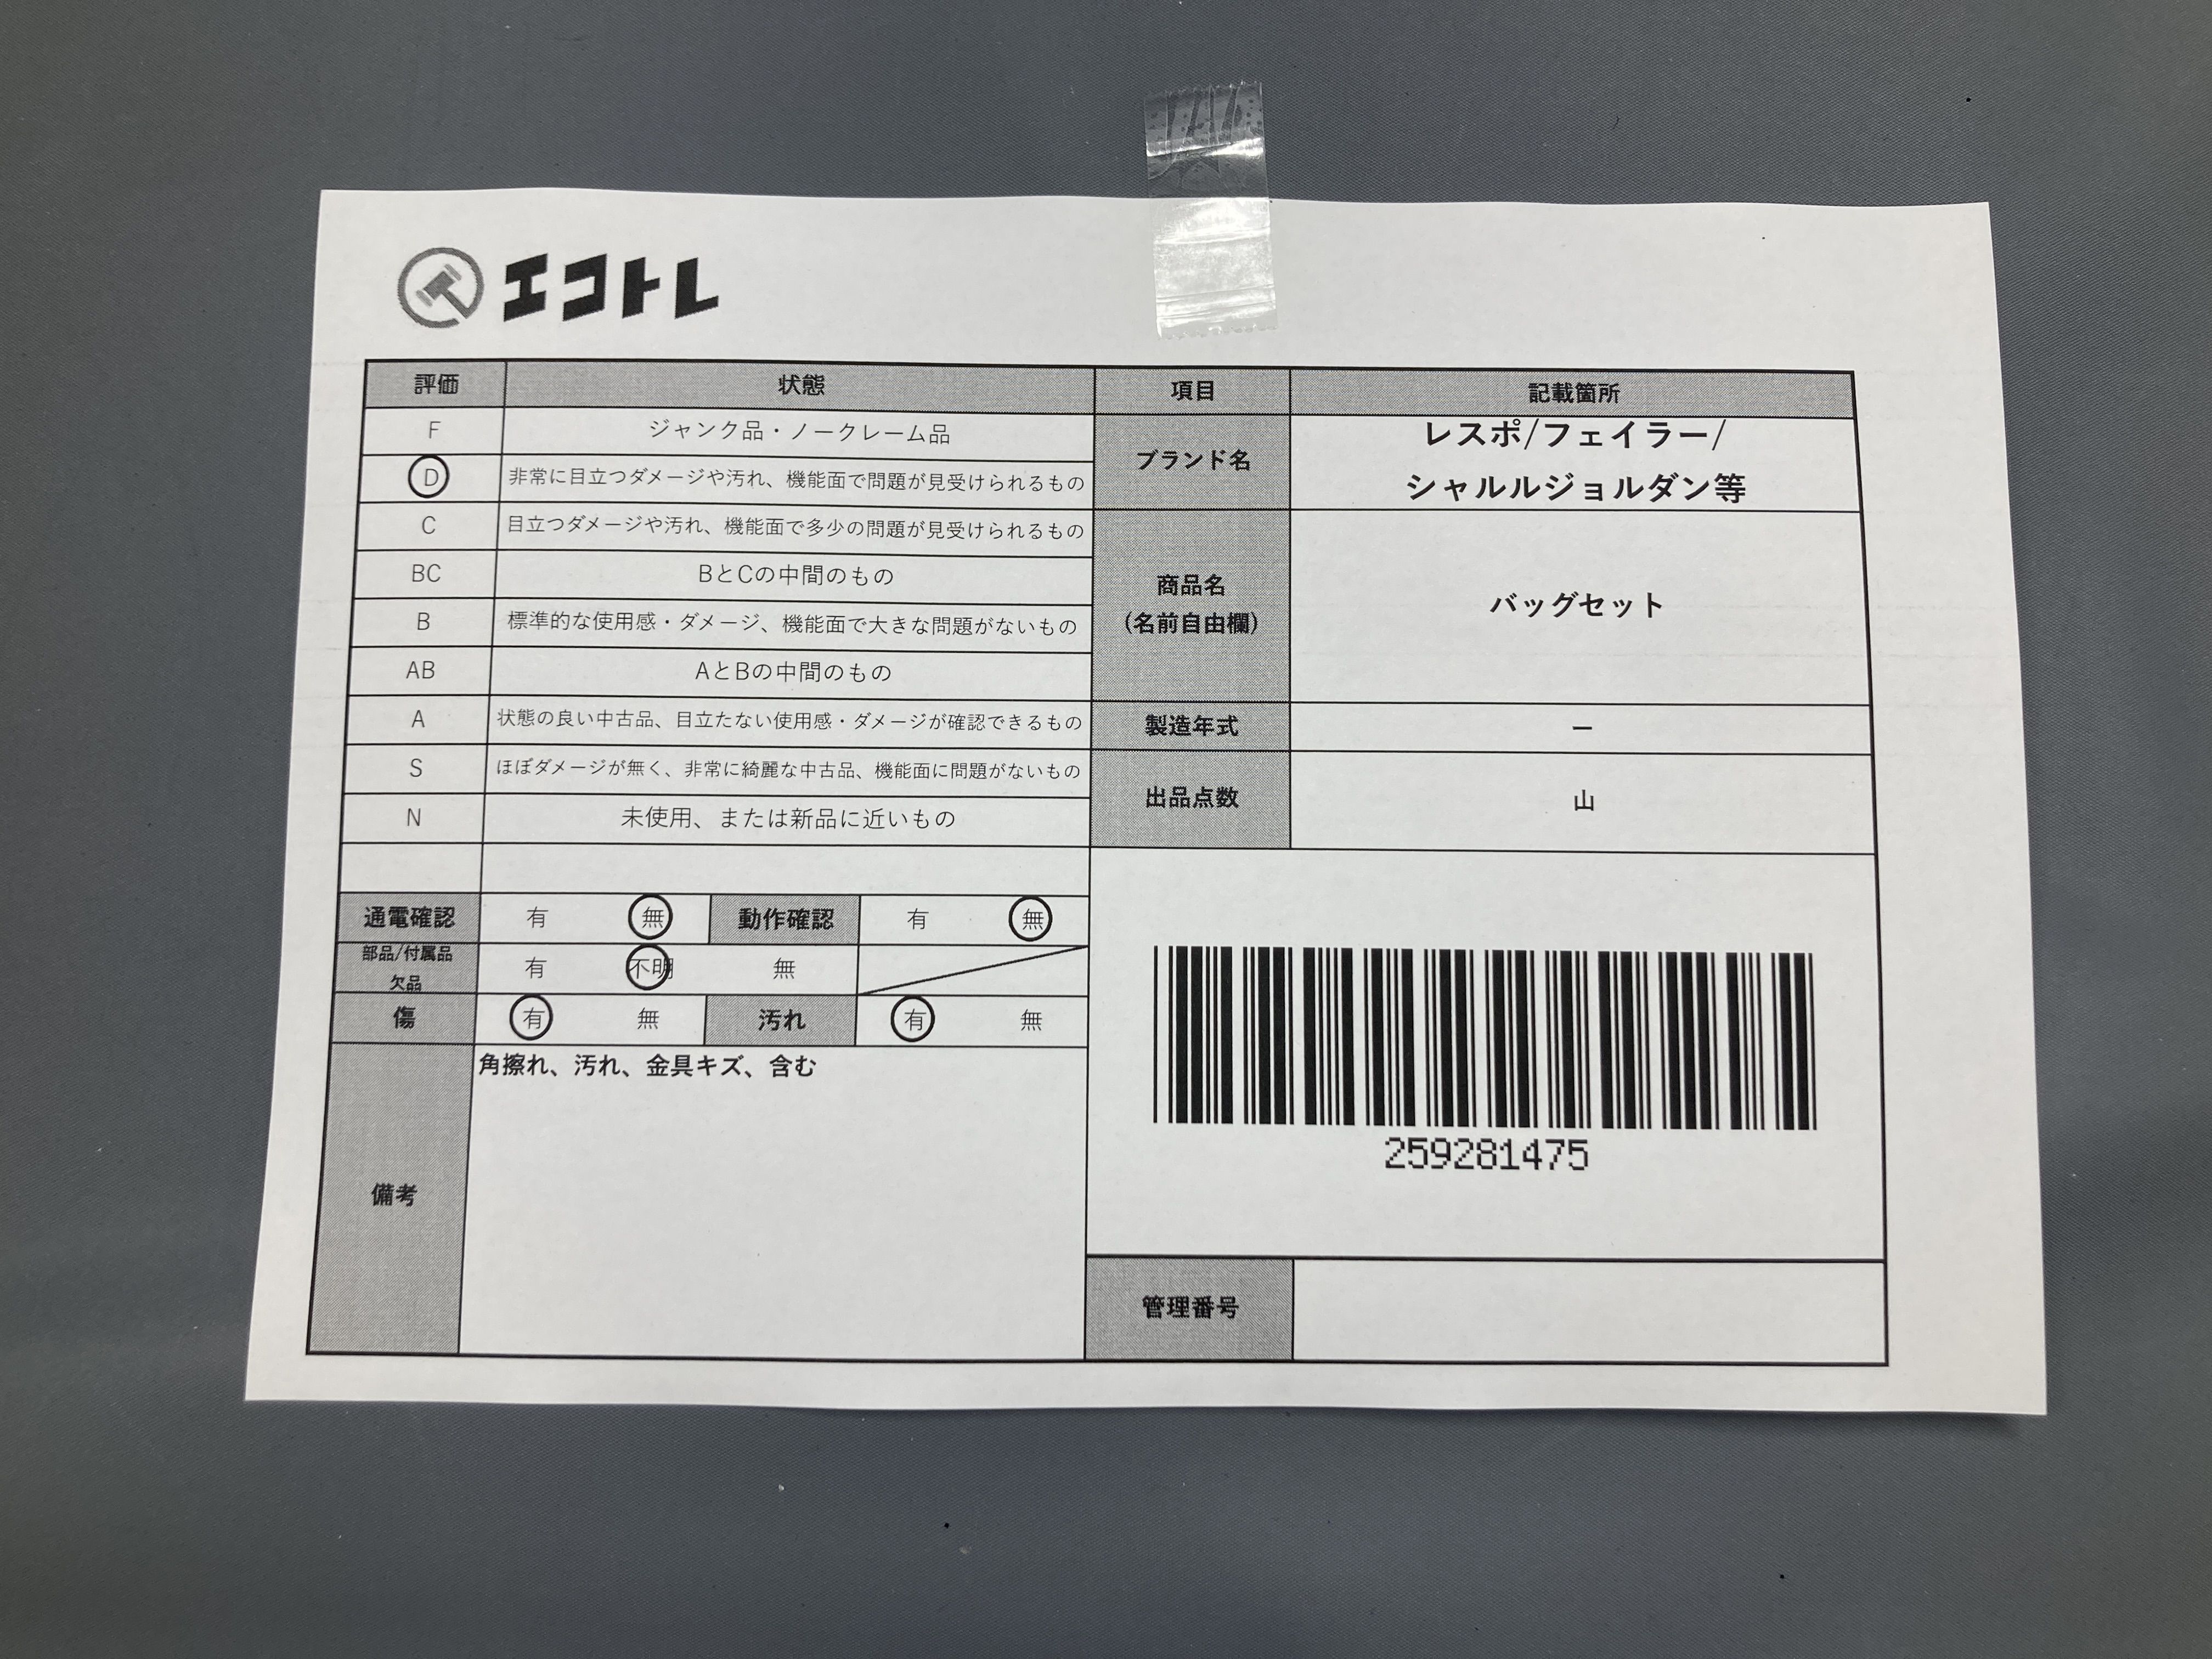 エコトレ
評価 状態 項目 記載箇所
F ジャンク品・ノークレーム品
D 非常に目立つダメージや汚れ、機能面で問題が見受けられるもの
C 目立つダメージや汚れ、機能面で多少の問題が見受けられるもの
BC BとCの中間のもの
B 標準的な使用感・ダメージ、機能面で大きな問題がないもの
AB AとBの中間のもの
A 状態の良い中古品、目立たない使用感・ダメージが確認できるもの
S ほぼダメージが無く、非常に綺麗な中古品、機能面に問題がないもの
N 未使用、または新品に近いもの
ブランド名 レスポ/フェイラー/
シャルルジョルダン等
商品名
(名前自由欄)
バッグセット
製造年式 ー
出品点数 山
通電確認 有 無 動作確認 有 無
部品/付属品
欠品
有 不明 無
傷 有 無 汚れ 有 無
備考 角擦れ、汚れ、金具キズ、含む
259281475
管理番号